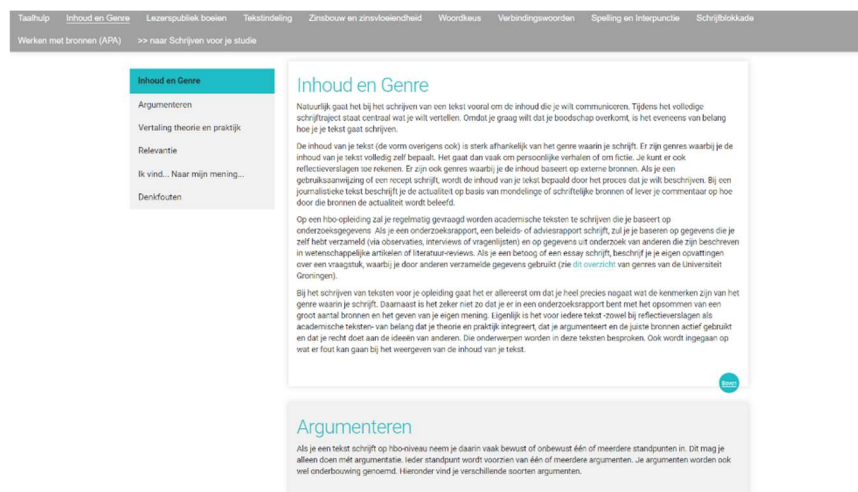 Taalhulp Inhoud en Genre Lezerspubliek boeien Tekstindeling Zinsbouw en zinsvloeiendheid Woordkeus Verbindingswoorden Spelling en Interpunctie Schrijfblokkade
Werken met bronnen (APA) >> naar Schrijven voor je studie
Inhoud en Genre
Argumenteren
Vertaling theorie en praktijk
Relevantie
Ik vind... Naar mijn mening...
Denkfouten
Inhoud en Genre
Natuurlijk gaat het bij het schrijven van een tekst vooral om de inhoud die je wilt communiceren. Tijdens het volledige
schrijftraject staat centraal wat je wilt vertellen. Omdat je graag wilt dat je boodschap overkomt, is het eveneens van belang
hoe je je tekst gaat schrijven.
De inhoud van je tekst (de vorm overigens ook) is sterk afhankelijk van het genre waarin je schrijft. Er zijn genres waarbij je de
inhoud van je tekst volledig zelf bepaalt. Het gaat dan vaak om persoonlijke verhalen of om fictie. Je kunt er ook
reflectieverslagen toe rekenen. Er zijn ook genres waarbij je de inhoud baseert op externe bronnen. Als je een
gebruiksaanwijzing of een recept schrijft, wordt de inhoud van je tekst bepaald door het proces dat je wilt beschrijven. Bij een
journalistieke tekst beschrijft je de actualiteit op basis van mondelinge of schriftelijke bronnen of lever je commentaar op hoe
door die bronnen de actualiteit wordt beleefd.
Op een hbo-opleiding zal je regelmatig gevraagd worden academische teksten te schrijven die je baseert op
onderzoeksgegevens Als je een onderzoeksrapport, een beleids- of adviesrapport schrijft, zul je je baseren op gegevens die je
zelf hebt verzameld (via observaties, interviews of vragenlijsten) en op gegevens uit onderzoek van anderen die zijn beschreven
in wetenschappelijke artikelen of literatuur-reviews. Als je een betoog of een essay schrijft, beschrijf je je eigen opvattingen
over een vraagstuk, waarbij je door anderen verzamelde gegevens gebruikt (zie dit overzicht van genres van de Universiteit
Groningen).
Bij het schrijven van teksten voor je opleiding gaat het er allereerst om dat je heel precies nagaat wat de kenmerken zijn van het
genre waarin je schrijft. Daarnaast is het zeker niet zo dat je er in een onderzoeksrapport bent met het opsommen van een
groot aantal bronnen en het geven van je eigen mening. Eigenlijk is het voor iedere tekst -zowel bij reflectieverslagen als
academische teksten- van belang dat je theorie en praktijk integreert, dat je argumenteert en de juiste bronnen actief gebruikt
en dat je recht doet aan de ideeën van anderen. Die onderwerpen worden in deze teksten besproken. Ook wordt ingegaan op
wat er fout kan gaan bij het weergeven van de inhoud van je tekst.
Boven
Argumenteren
Als je een tekst schrijft op hbo-niveau neem je daarin vaak bewust of onbewust één of meerdere standpunten in. Dit mag je
alleen doen mét argumentatie. Ieder standpunt wordt voorzien van één of meerdere argumenten. Je argumenten worden ook
wel onderbouwing genoemd. Hieronder vind je verschillende soorten argumenten.